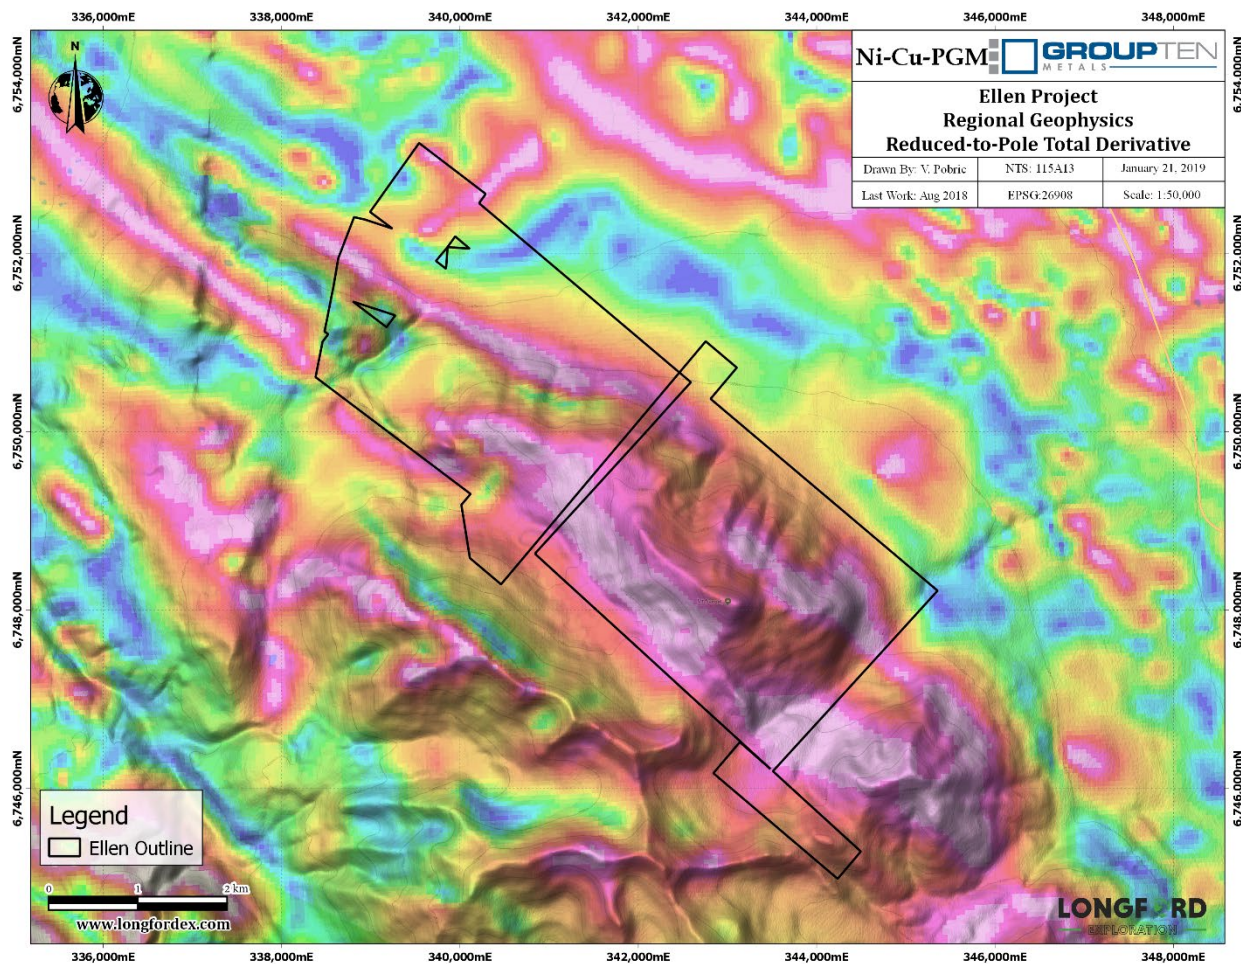 336,000mE 338,000mE 340,000mE 342,000mE 344,000mE 346,000mE 348,000mE
6,754,000mN
6,752,000mN
6,750,000mN
6,748,000mN
6,746,000mN
N
Ni-Cu-PGM
GROUPTEN
METALS
Ellen Project
Regional Geophysics
Reduced-to-Pole Total Derivative
Drawn By: V. Pobric NTS: 115A13 January 21, 2019
Last Work: Aug 2018 EPSG:26908 Scale: 1:50,000
6,754,000mN
6,752,000mN
6,750,000mN
6,748,000mN
6,746,000mN
Legend
Ellen Outline
0 1 2 km
www.longfordex.com
LONGFORD
EXPLORATION
336,000mE 338,000mE 340,000mE 342,000mE 344,000mE 346,000mE 348,000mE